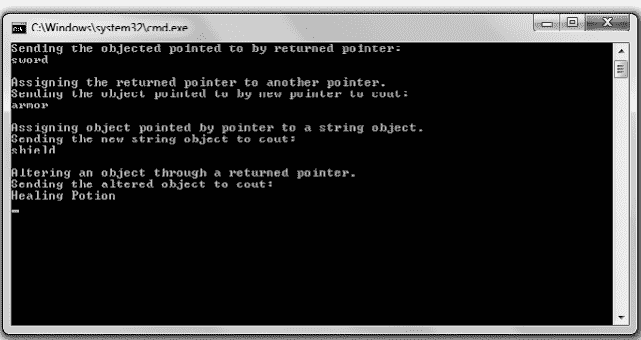 C:\Windows\system32\cmd.exe
Sending the objected pointed to by returned pointer:
sword
Assigning the returned pointer to another pointer.
Sending the object pointed to by new pointer to cout:
armor
Assigning object pointed by pointer to a string object.
Sending the new string object to cout:
shield
Altering an object through a returned pointer.
Sending the altered object to cout:
Healing Potion